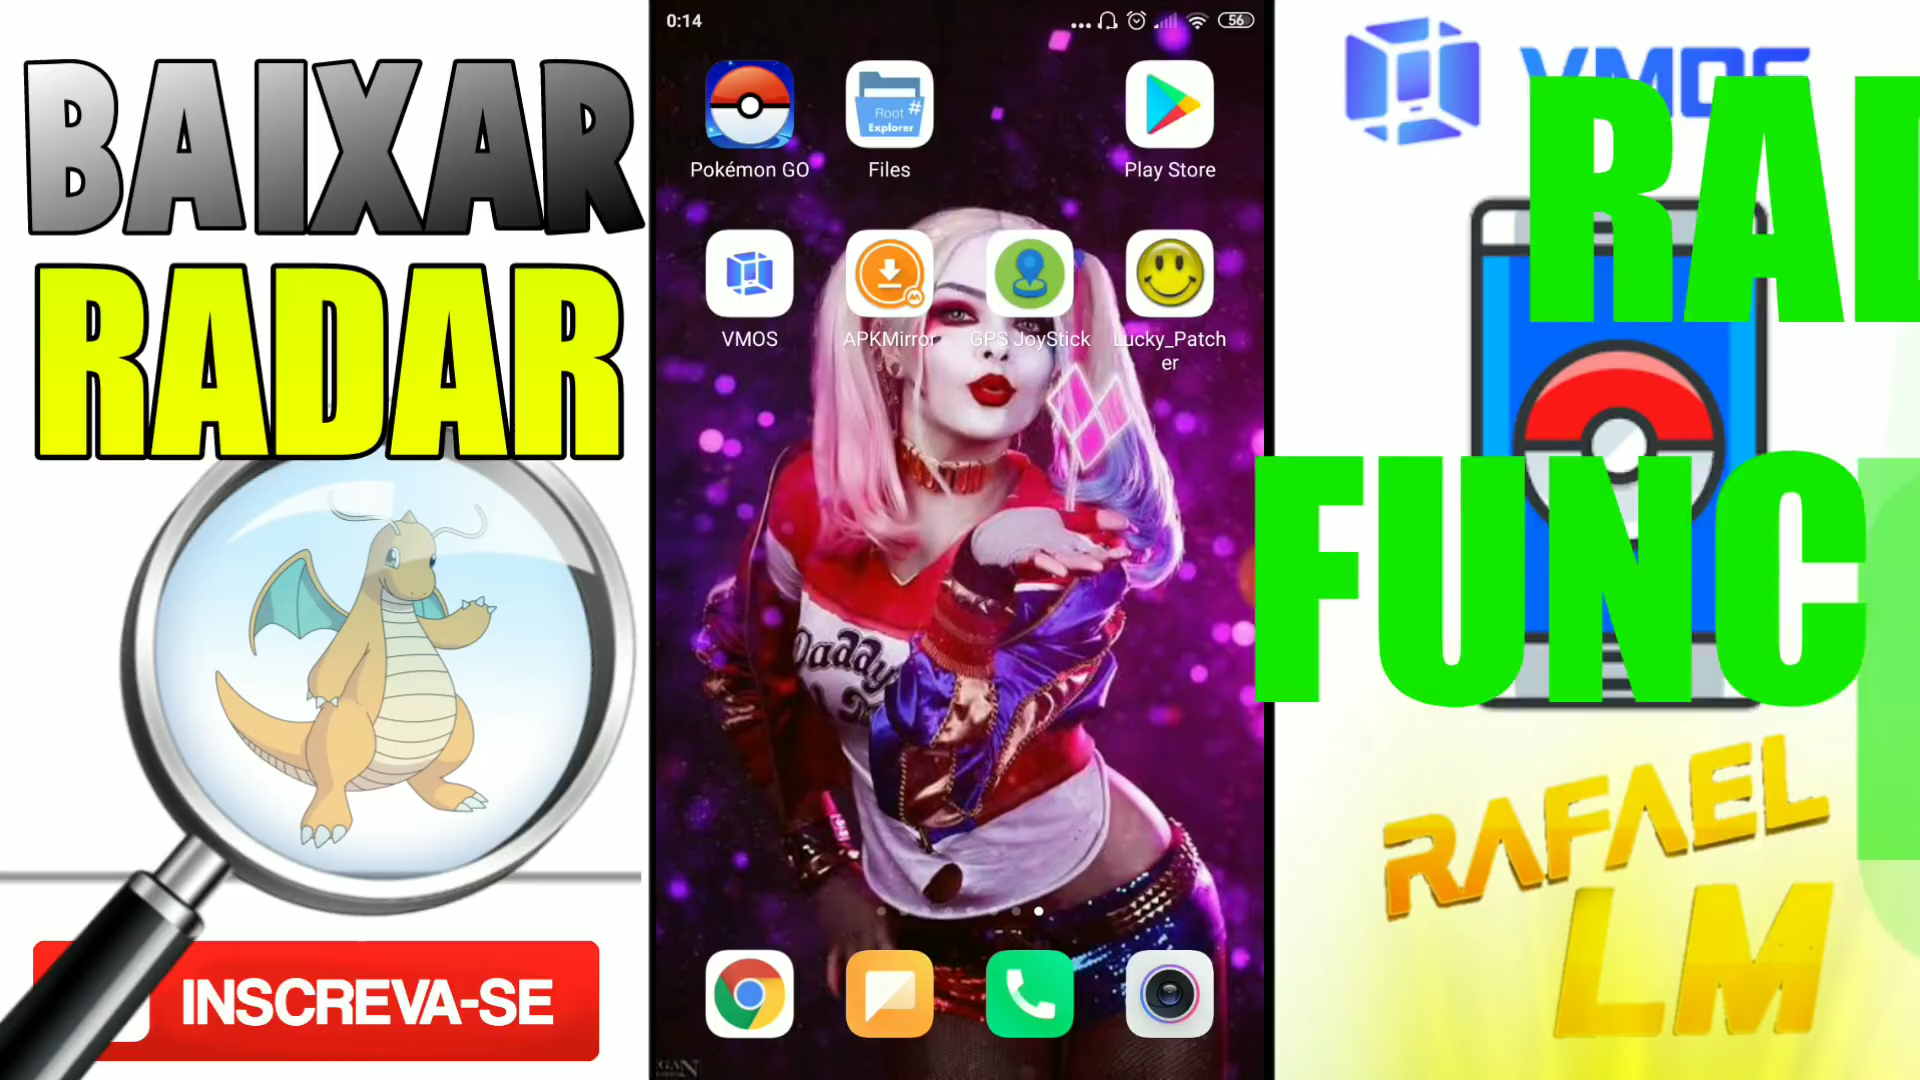 BAIXAR
RADAR
INSCREVA-SE
0:14
56
Root #
Explorer
Pokémon GO
Files
Play Store
VMOS
APKMirror
GPS JoyStick
Lucky_Patch
er
Daddy
VMOS
RA
FUNC
RAFAEL
LM